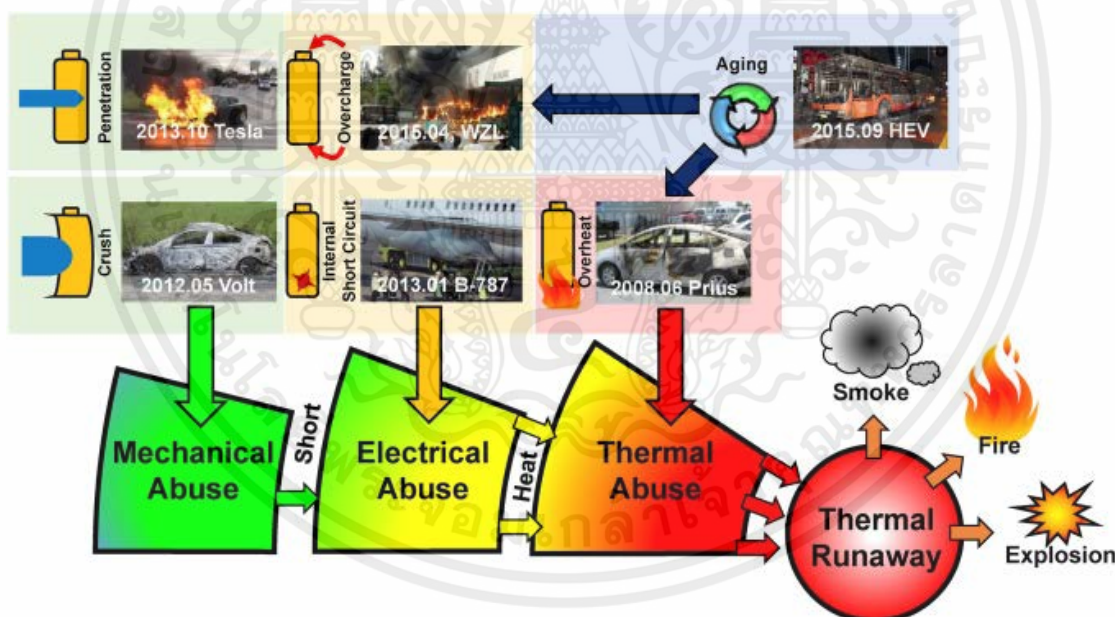 Penetration
2013.10 Tesla
Overcharge
2015.04, WZL
Aging
2015.09 HEV
Crush
2012.05 Volt
Internal
Short Circuit
2013.01 B-787
Overheat
2008.06 Prius
Mechanical
Abuse
Short
Electrical
Abuse
Heat
Thermal
Abuse
Thermal
Runaway
Smoke
Fire
Explosion